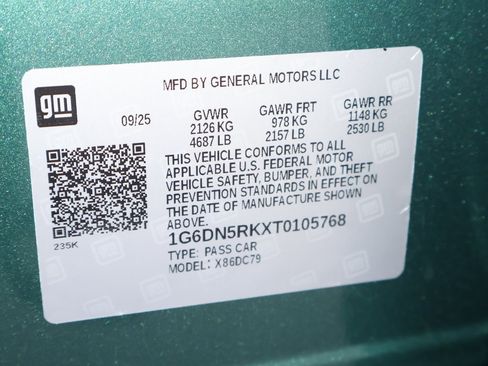 gm
MFD BY GENERAL MOTORS LLC
09/25 GVWR GAWR FRT GAWR RR
2126 KG 978 KG 1148 KG
4687 LB 2157 LB 2530 LB
THIS VEHICLE CONFORMS TO ALL
APPLICABLE U.S. FEDERAL MOTOR
VEHICLE SAFETY, BUMPER, AND THEFT
PREVENTION STANDARDS IN EFFECT ON
THE DATE OF MANUFACTURE SHOWN
ABOVE.
235K
1G6DN5RKXT0105768
TYPE: PASS CAR
MODEL: X86DC79